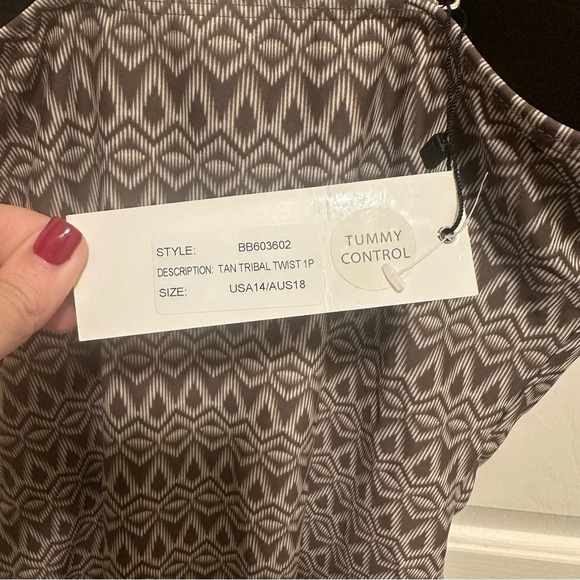 STYLE: BB603602
DESCRIPTION: TAN TRIBAL TWIST 1P
SIZE: USA14/AUS18
TUMMY
CONTROL